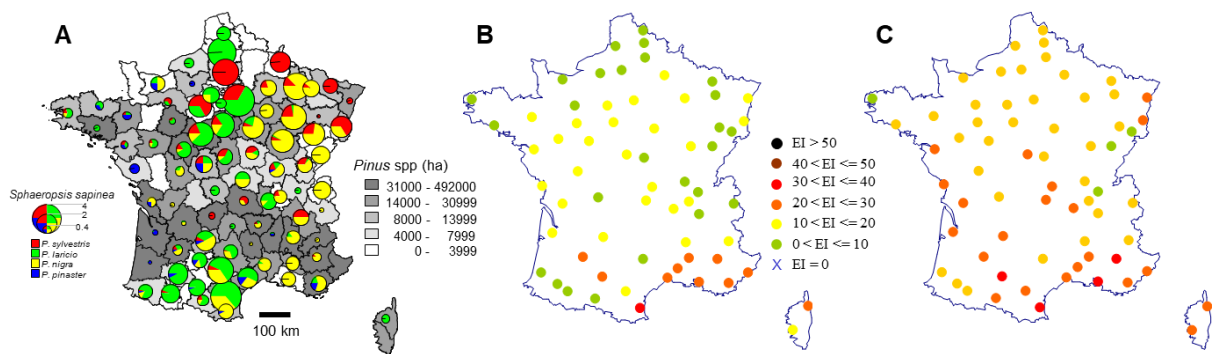 A
B
C
Pinus spp (ha)
31000 - 492000
14000 - 30999
8000 - 13999
4000 - 7999
0 - 3999
Sphaeropsis sapinea
4
2
0.4
P. sylvestris
P. laricio
P. nigra
P. pinaster
100 km
EI > 50
40 < EI <= 50
30 < EI <= 40
20 < EI <= 30
10 < EI <= 20
0 < EI <= 10
X EI = 0